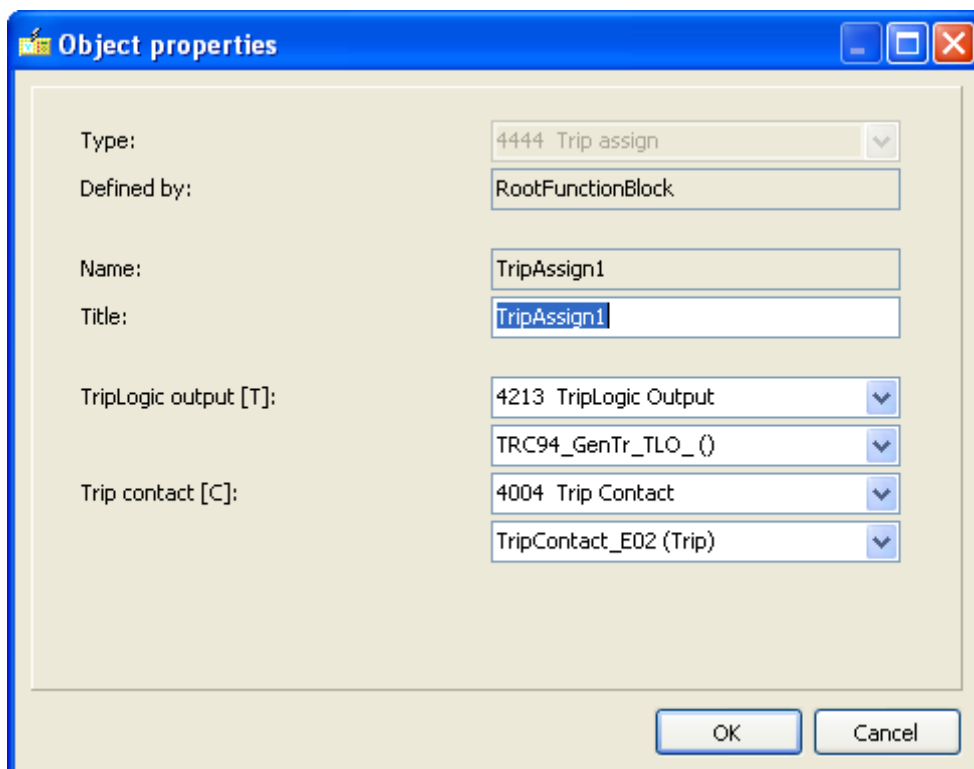 Object properties
Type: 4444 Trip assign
Defined by: RootFunctionBlock
Name: TripAssign1
Title: TripAssign1
TripLogic output [T]: 4213 TripLogic Output
TRC94_GenTr_TLO_ ()
Trip contact [C]: 4004 Trip Contact
TripContact_E02 (Trip)
OK Cancel